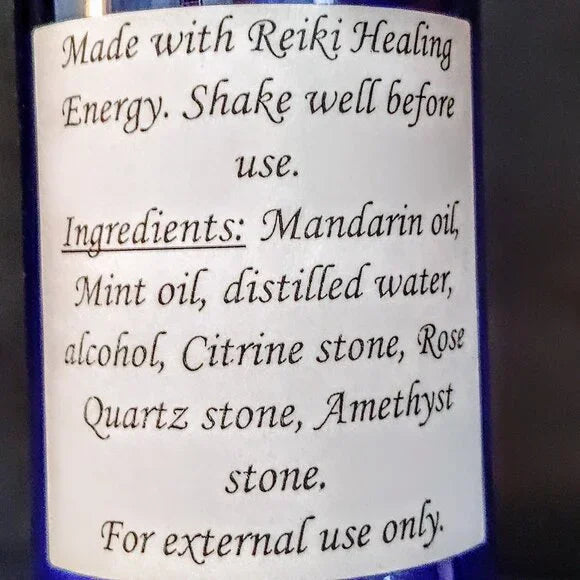 Made with Reiki Healing
Energy. Shake well before
use.
Ingredients: Mandarin oil,
Mint oil, distilled water,
alcohol, Citrine stone, Rose
Quartz stone, Amethyst
stone.
For external use only.